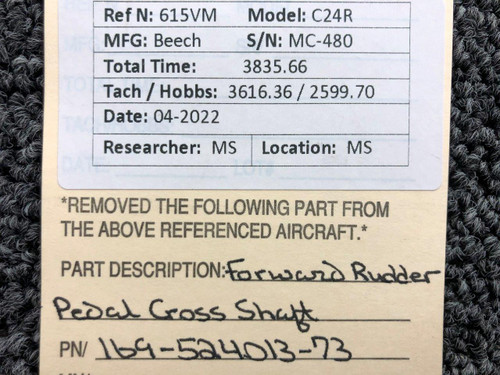 Ref N: 615VM Model: C24R
MFG: Beech S/N: MC-480
Total Time: 3835.66
Tach / Hobbs: 3616.36 / 2599.70
Date: 04-2022
Researcher: MS Location: MS
*REMOVED THE FOLLOWING PART FROM
THE ABOVE REFERENCED AIRCRAFT.*
PART DESCRIPTION: Forward Rudder
Pedal Cross Shaft
PN/ 169-524013-73